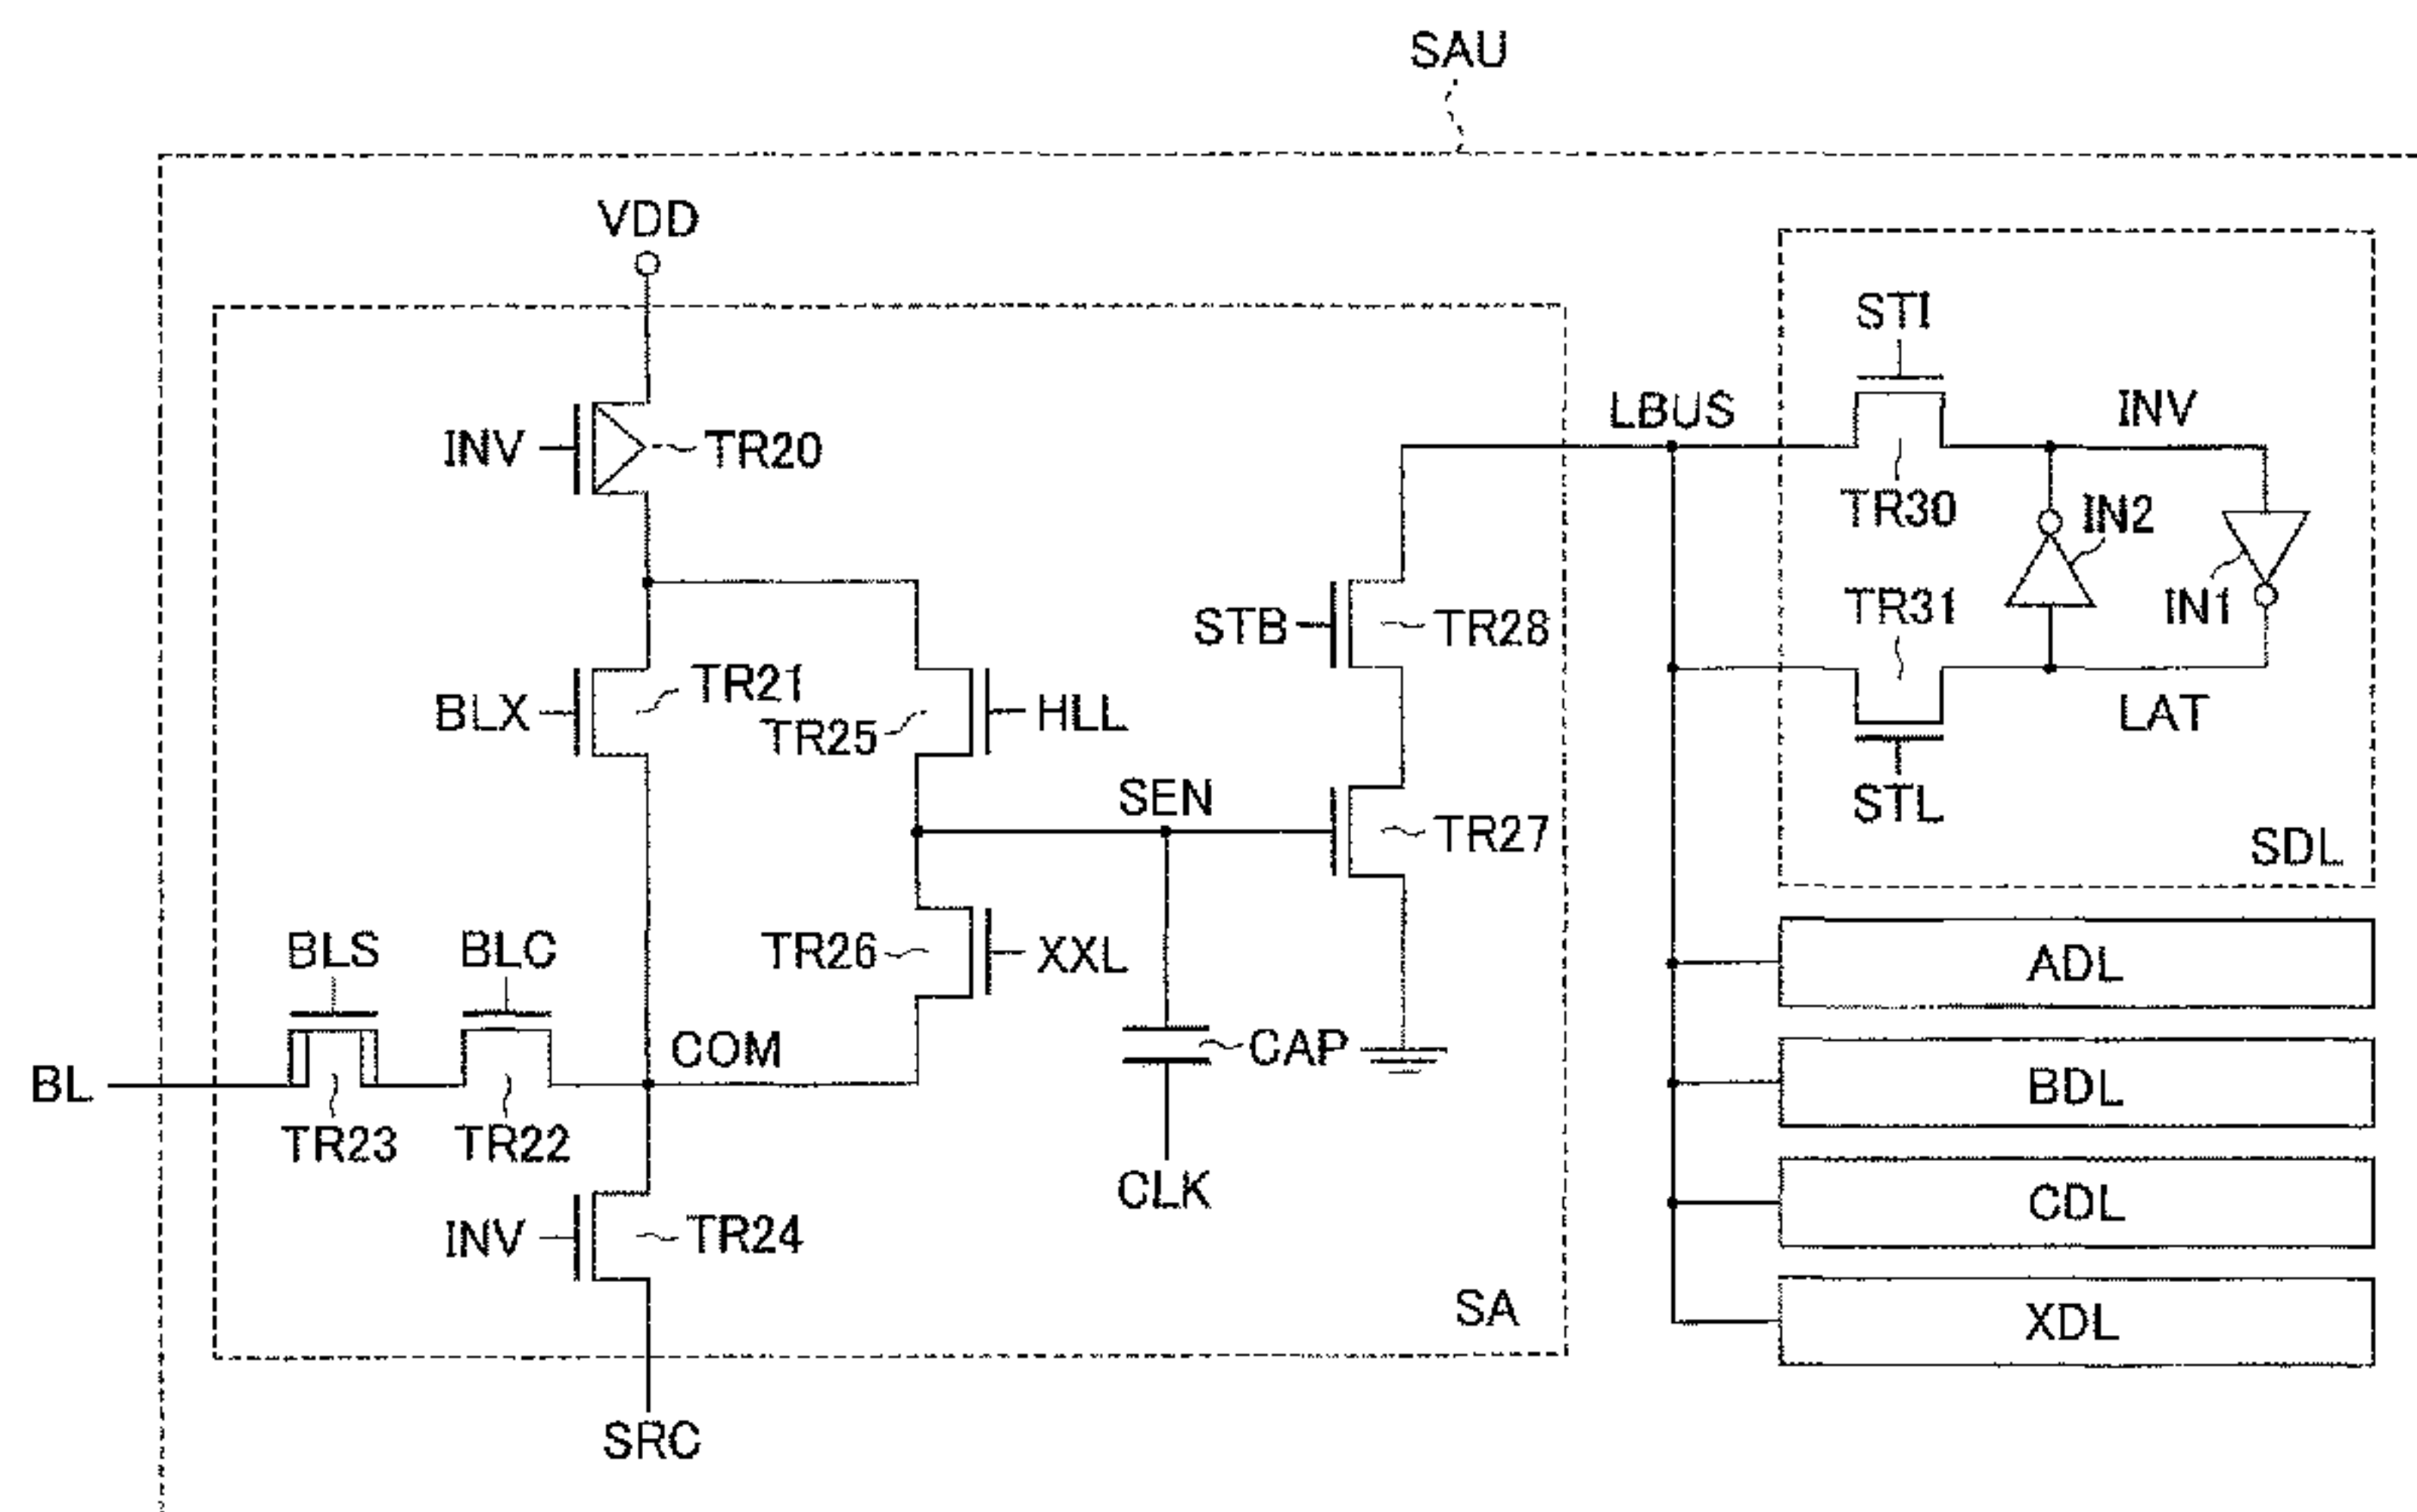 SAU
VDD
STI
INV
TR20
LBUS
INV
TR30
IN2
STB
TR28
TR31
IN1
BLX
TR21
TR25
HLL
LAT
SEN
TR27
STL
SDL
BLS
BLC
TR26
XXL
ADL
BL
COM
CAP
BDL
TR23
TR22
CLK
CDL
INV
TR24
SA
XDL
SRC